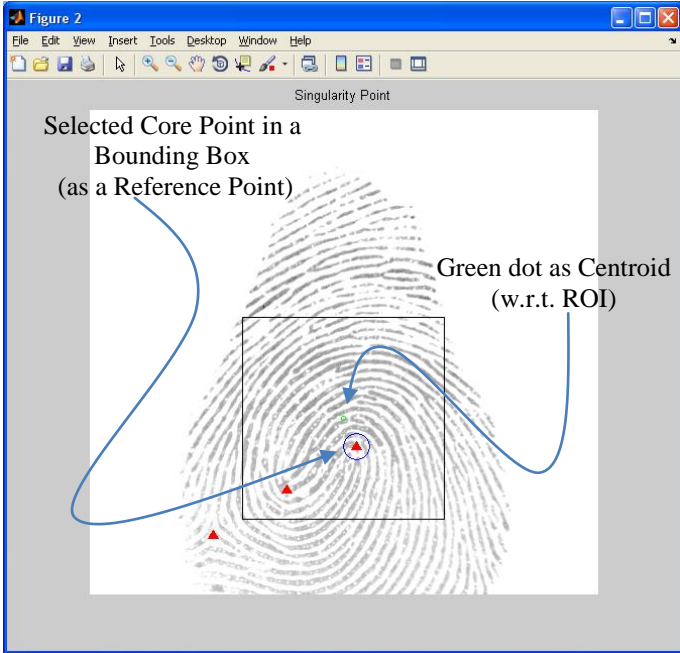 Figure 2
File Edit View Insert Tools Desktop Window Help
Singularity Point
Selected Core Point in a
Bounding Box
(as a Reference Point)
Green dot as Centroid
(w.r.t. ROI)